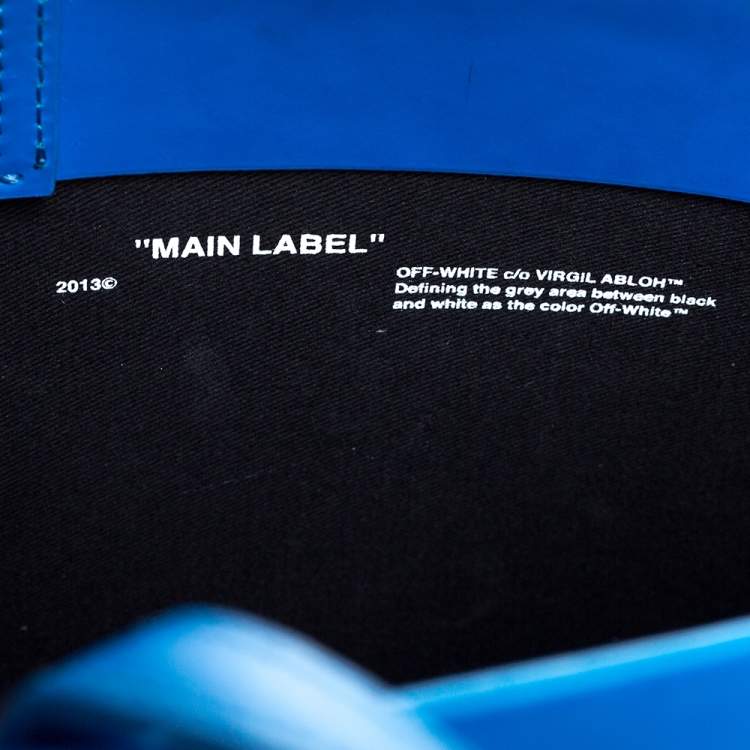 "MAIN LABEL"
2013©
OFF-WHITE c/o VIRGIL ABLOH™
Defining the grey area between black
and white as the color Off-White™